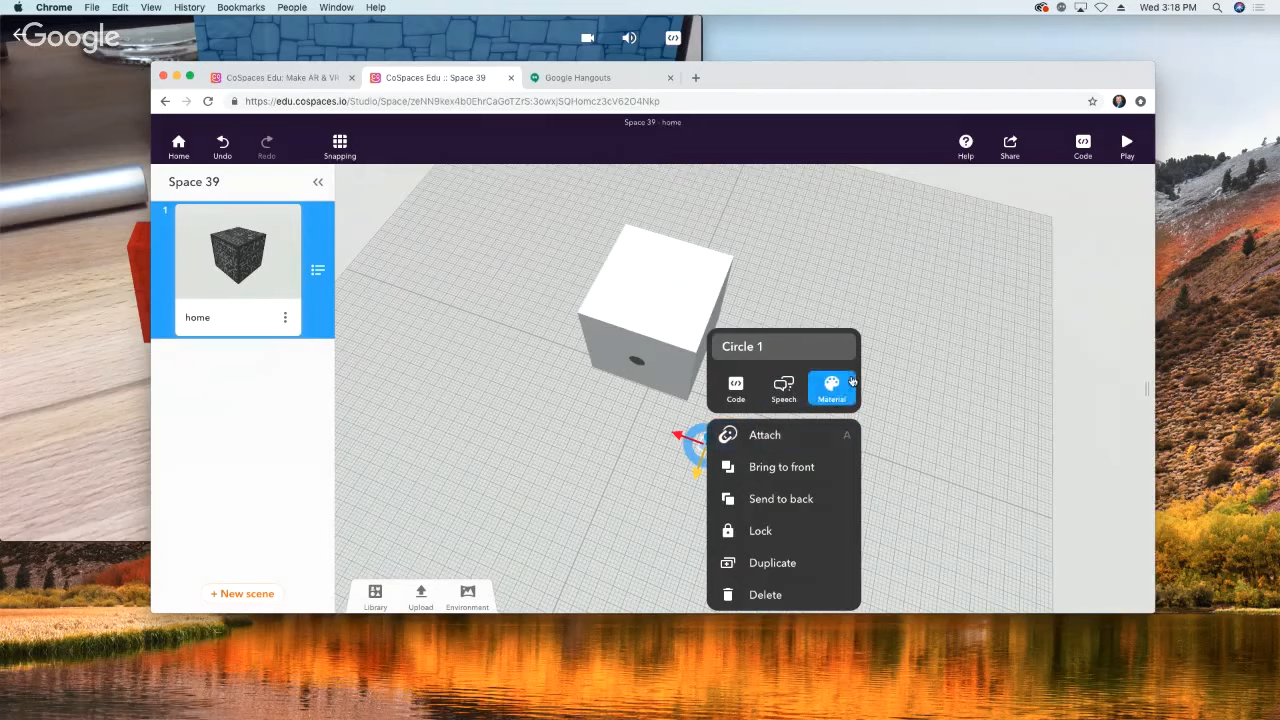 Chrome File Edit View History Bookmarks People Window Help Wed 3:18 PM
Google
CoSpaces Edu: Make AR & VR CoSpaces Edu :: Space 39 Google Hangouts
Space 39 - home
Home Undo Redo Snapping Help Share Code Play
Space 39
1
home
Circle 1
Code Speech Material
Attach A
Bring to front
Send to back
Lock
Duplicate
Delete
+ New scene
Library Upload Environment